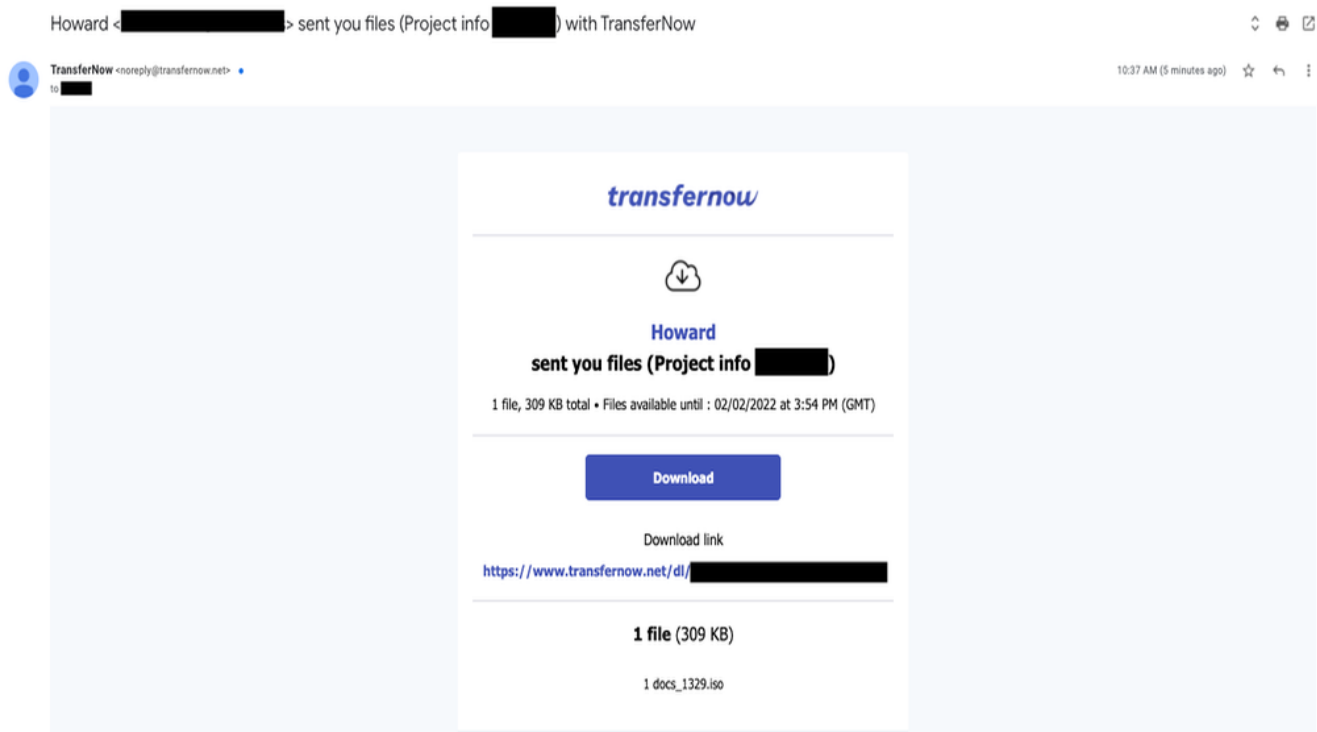 Howard < > sent you files (Project info ) with TransferNow
TransferNow <noreply@transfernow.net>
10:37 AM (5 minutes ago)
to
transfernow
Howard
sent you files (Project info )
1 file, 309 KB total • Files available until : 02/02/2022 at 3:54 PM (GMT)
Download
Download link
https://www.transfernow.net/dl/
1 file (309 KB)
1 docs_1329.iso